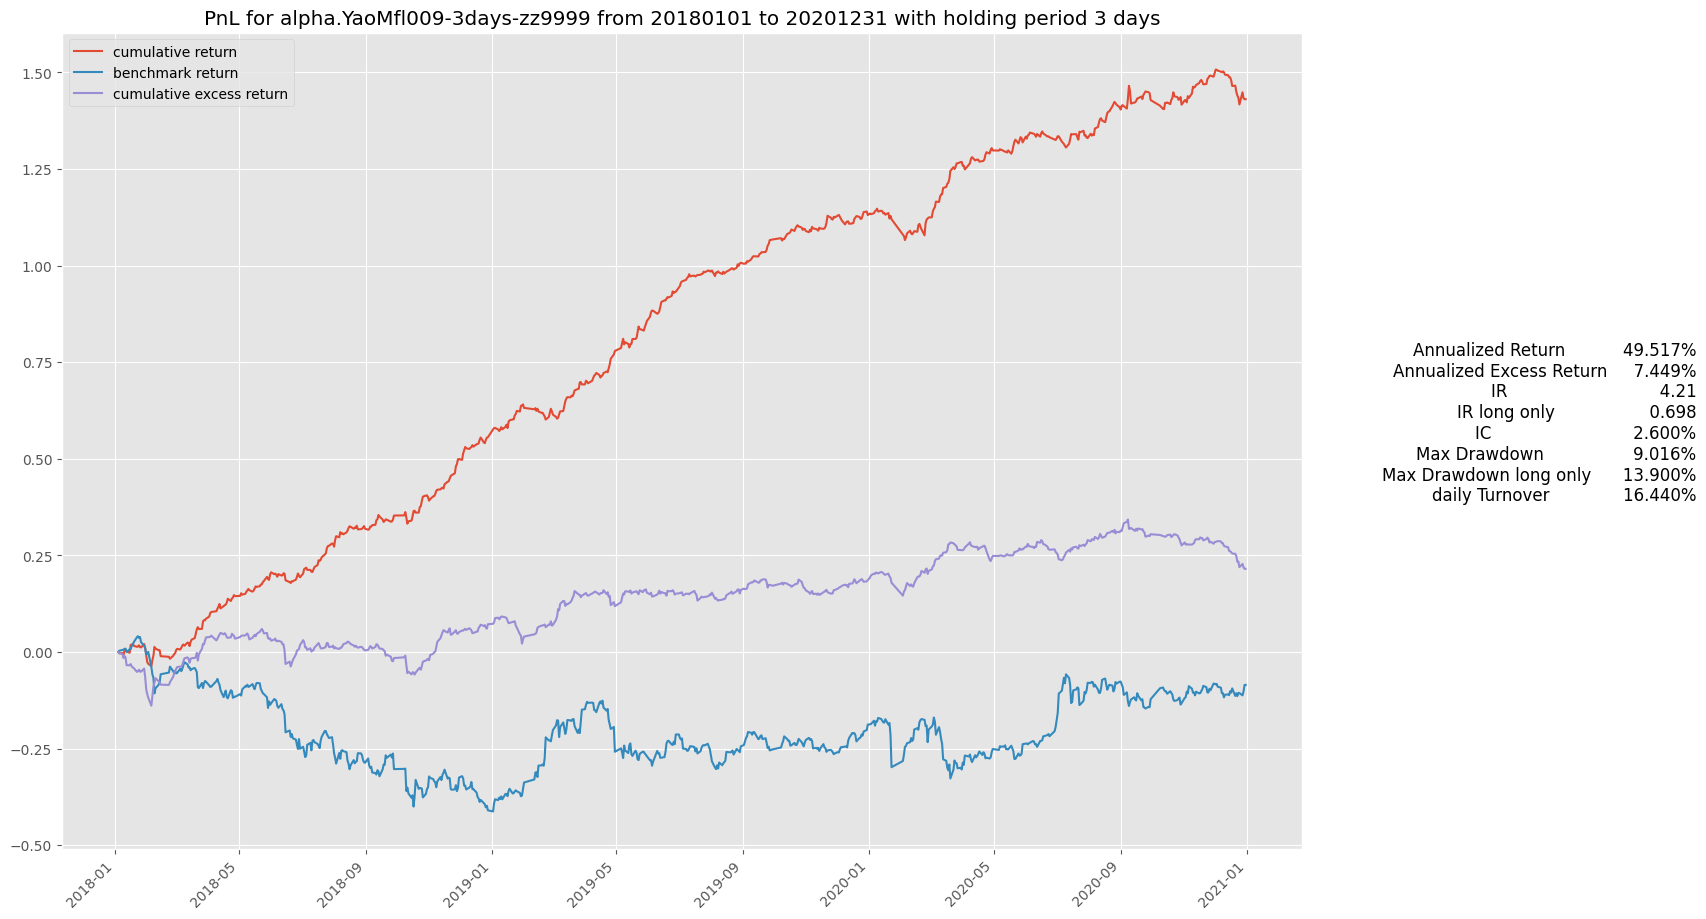 PnL for alpha.YaoMfl009-3days-zz9999 from 20180101 to 20201231 with holding period 3 days
cumulative return
benchmark return
cumulative excess return
1.50
1.25
1.00
0.75
0.50
0.25
0.00
−0.25
−0.50
2018-01
2018-05
2018-09
2019-01
2019-05
2019-09
2020-01
2020-05
2020-09
2021-01
Annualized Return 49.517%
Annualized Excess Return 7.449%
IR 4.21
IR long only 0.698
IC 2.600%
Max Drawdown 9.016%
Max Drawdown long only 13.900%
daily Turnover 16.440%